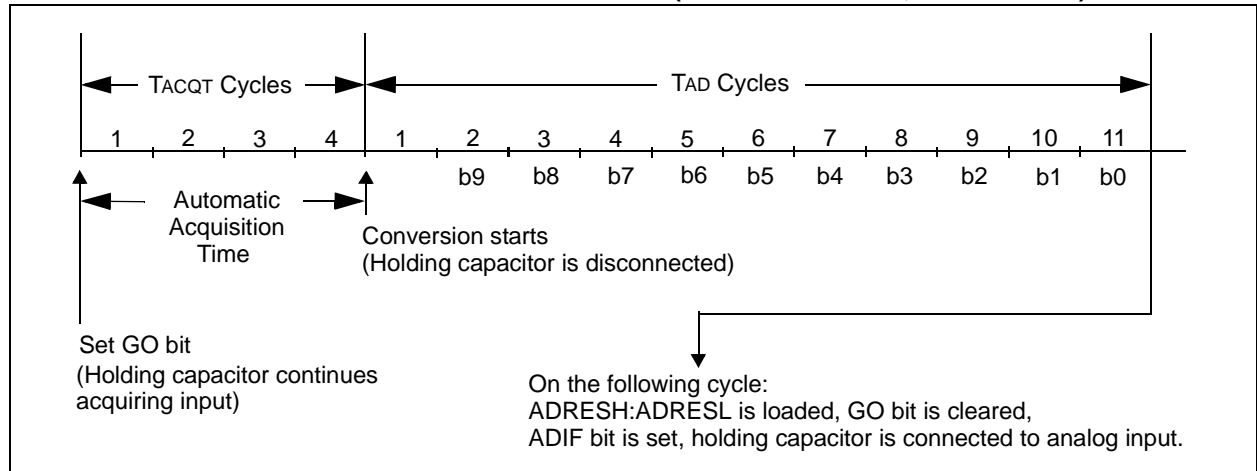 TACQT Cycles
TAD Cycles
1 2 3 4 1 2 3 4 5 6 7 8 9 10 11
b9 b8 b7 b6 b5 b4 b3 b2 b1 b0
Automatic
Acquisition
Time
Conversion starts
(Holding capacitor is disconnected)
Set GO bit
(Holding capacitor continues
acquiring input)
On the following cycle:
ADRESH:ADRESL is loaded, GO bit is cleared,
ADIF bit is set, holding capacitor is connected to analog input.